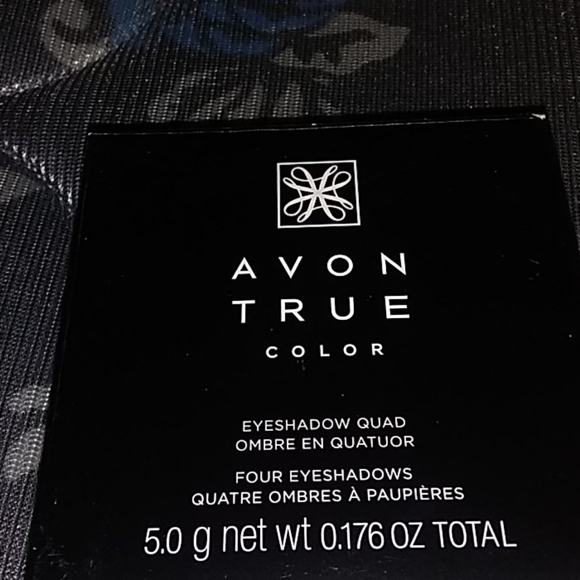 AVON
TRUE
COLOR
EYESHADOW QUAD
OMBRE EN QUATUOR
FOUR EYESHADOWS
QUATRE OMBRES À PAUPIÈRES
5.0 g net wt 0.176 OZ TOTAL